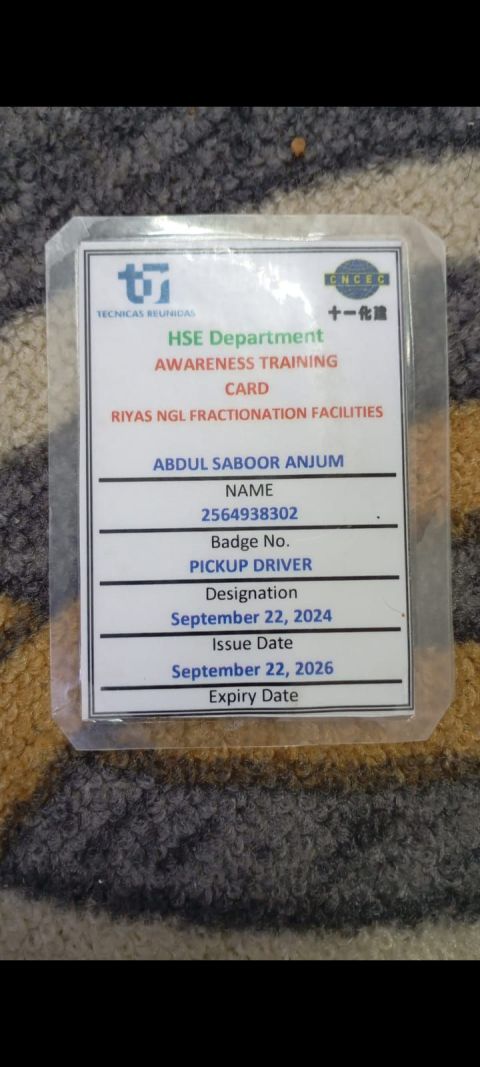 TECNICAS REUNIDAS
CNCEC
十一化建
HSE Department
AWARENESS TRAINING
CARD
RIYAS NGL FRACTIONATION FACILITIES
ABDUL SABOOR ANJUM
NAME
2564938302
Badge No.
PICKUP DRIVER
Designation
September 22, 2024
Issue Date
September 22, 2026
Expiry Date